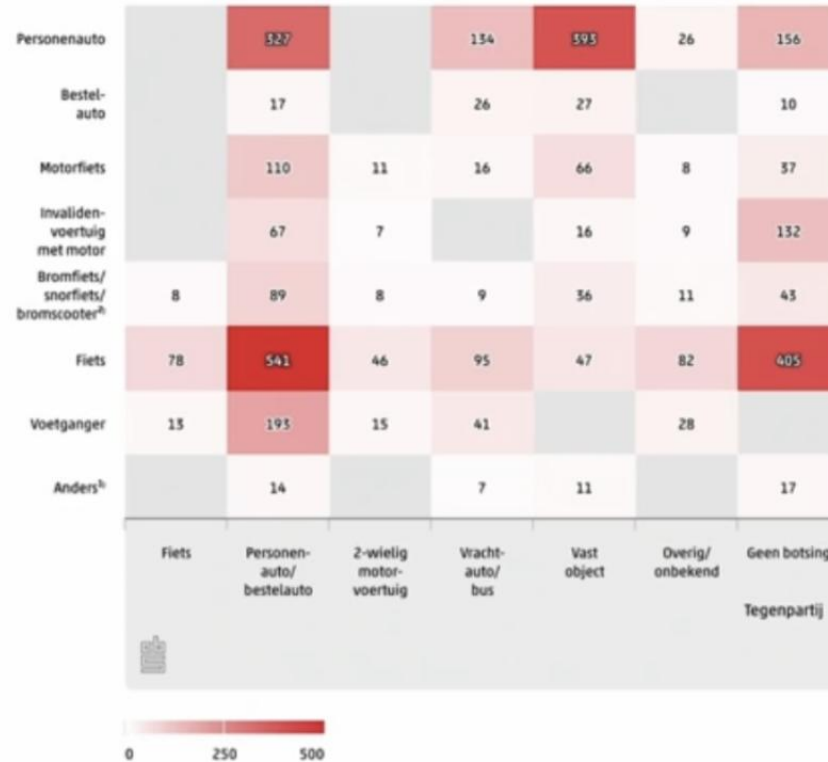 Personenauto 327 134 393 26 156
Bestel-
auto 17 26 27 10
Motorfiets 110 11 16 66 8 37
Invaliden-
voertuig
met motor 67 7 16 9 132
Bromfiets/
snorfiets/
bromscooter²⁾ 8 89 8 9 36 11 43
Fiets 78 541 46 95 47 82 405
Voetganger 13 193 15 41 28
Anders¹⁾ 14 7 11 17
Fiets Personen-
auto/
bestelauto 2-wielig
motor-
voertuig Vracht-
auto/
bus Vast
object Overig/
onbekend Geen botsing
Tegenpartij
0 250 500